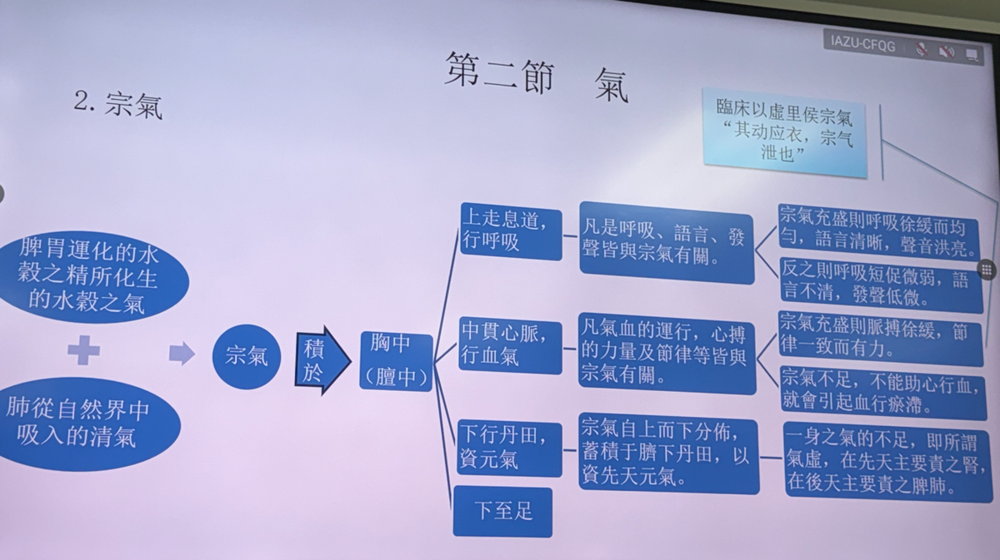 IAZU-CFQG
第二節 氣
2. 宗氣
臨床以虛里侯宗氣
“其动应衣，宗气
泄也”
脾胃運化的水
穀之精所化生
的水穀之氣
肺從自然界中
吸入的清氣
宗氣
積
於
胸中
（膻中）
上走息道，
行呼吸
凡是呼吸、語言、發
聲皆與宗氣有關。
宗氣充盛則呼吸徐緩而均
勻，語言清晰，聲音洪亮。
反之則呼吸短促微弱，語
言不清，發聲低微。
中貫心脈，
行血氣
凡氣血的運行，心搏
的力量及節律等皆與
宗氣有關。
宗氣充盛則脈搏徐緩，節
律一致而有力。
宗氣不足，不能助心行血，
就會引起血行瘀滯。
下行丹田，
資元氣
宗氣自上而下分佈，
蓄積于臍下丹田，以
資先天元氣。
一身之氣的不足，即所謂
氣虛，在先天主要責之腎，
在後天主要責之脾肺。
下至足